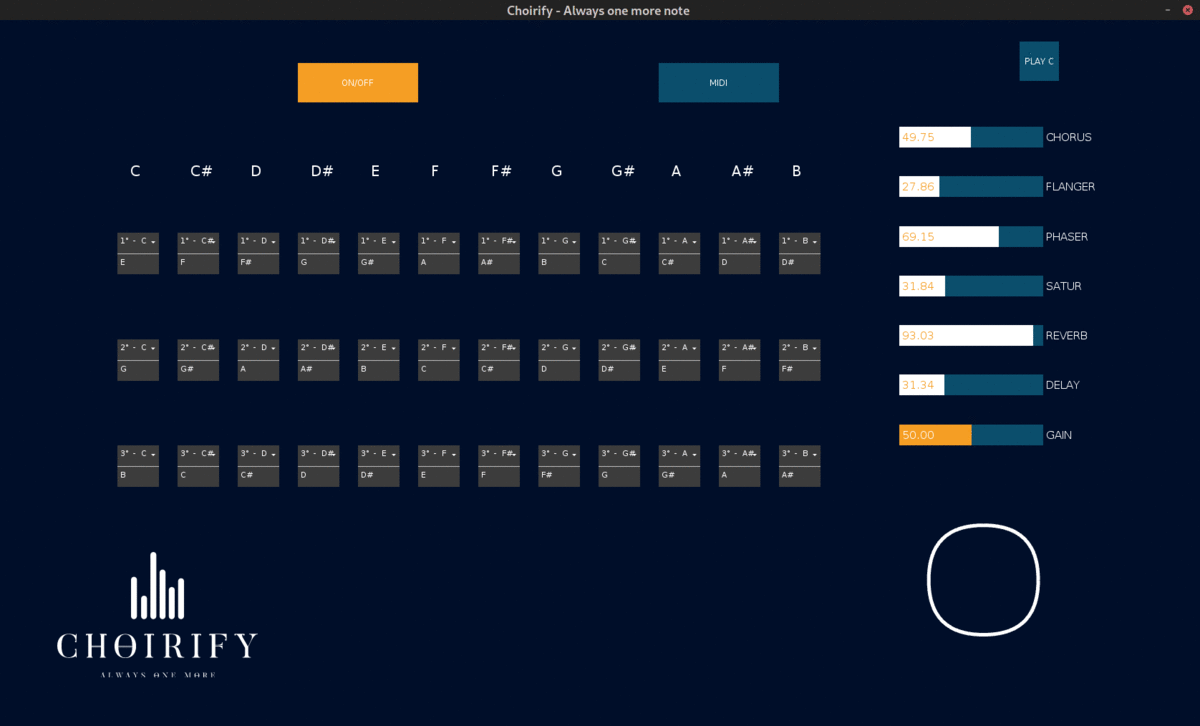 Choirify - Always one more note
PLAY C
ON/OFF MIDI
49.75 CHORUS
C C# D D# E F F# G G# A A# B
27.86 FLANGER
69.15 PHASER
1° - C 1° - C# 1° - D 1° - D# 1° - E 1° - F 1° - F# 1° - G 1° - G# 1° - A 1° - A# 1° - B
E F F# G G# A A# B C C# D D#
31.84 SATUR
93.03 REVERB
2° - C 2° - C# 2° - D 2° - D# 2° - E 2° - F 2° - F# 2° - G 2° - G# 2° - A 2° - A# 2° - B
G G# A A# B C C# D D# E F F#
31.34 DELAY
50.00 GAIN
3° - C 3° - C# 3° - D 3° - D# 3° - E 3° - F 3° - F# 3° - G 3° - G# 3° - A 3° - A# 3° - B
B C C# D D# E F F# G G# A A#
CHOIRIFY
ALWAYS ONE MORE